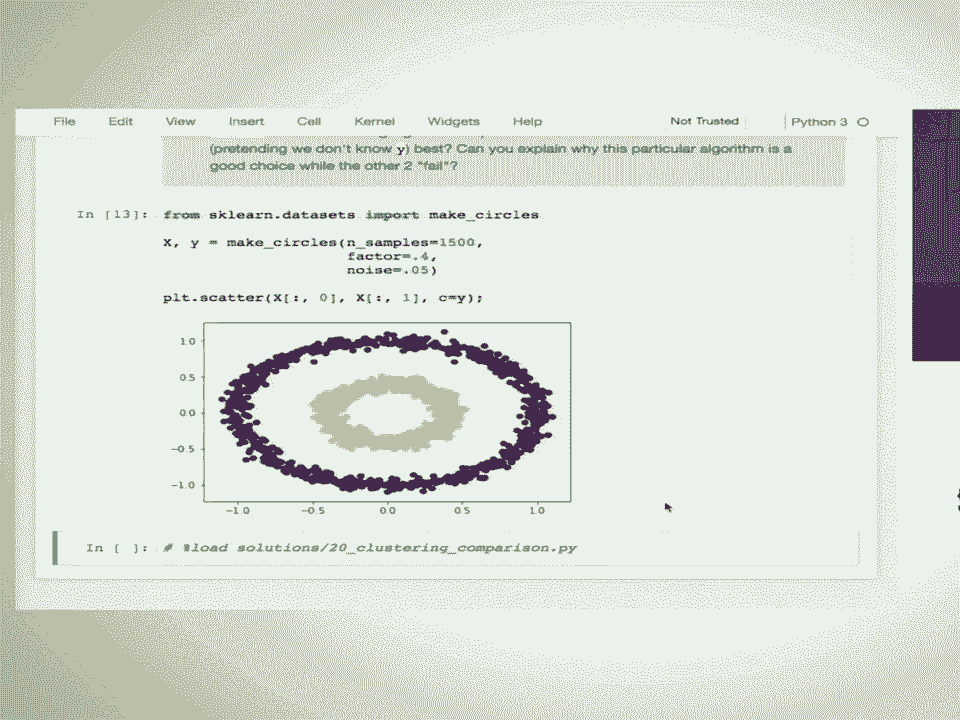 File Edit View Insert Cell Kernel Widgets Help Not Trusted Python 3
(pretending we don't know y) best? Can you explain why this particular algorithm is a
good choice while the other 2 "fail"?
In [13]: from sklearn.datasets import make_circles
X, y = make_circles(n_samples=1500,
factor=.4,
noise=.05)
plt.scatter(X[:, 0], X[:, 1], c=y);
1.0
0.5
0.0
−0.5
−1.0
−1.0 −0.5 0.0 0.5 1.0
In [ ]: # %load solutions/20_clustering_comparison.py